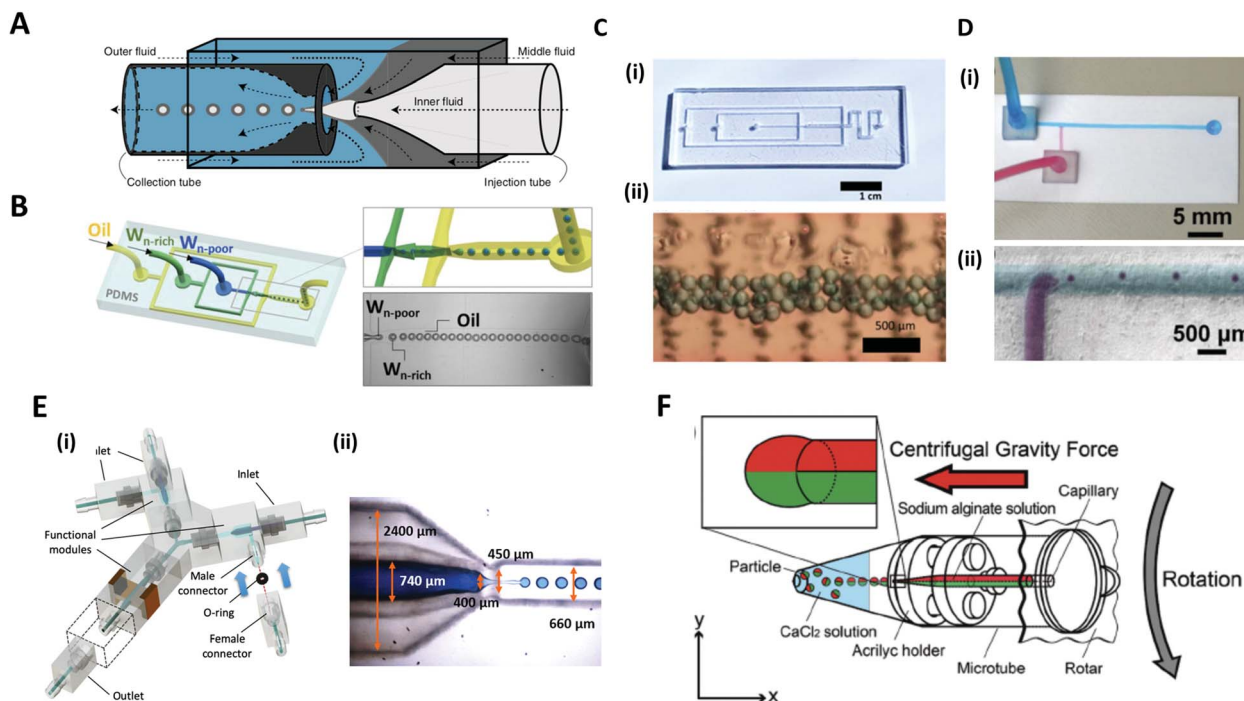 A
Outer fluid
Middle fluid
Inner fluid
Collection tube
Injection tube
B
Oil
Wn-rich
Wn-poor
PDMS
Wn-poor
Oil
Wn-rich
C
(i)
1 cm
(ii)
500 µm
D
(i)
5 mm
(ii)
500 µm
E
(i)
Inlet
Functional
modules
Male
connector
O-ring
Female
connector
Outlet
(ii)
2400 µm
450 µm
740 µm
400 µm
660 µm
F
Centrifugal Gravity Force
Sodium alginate solution
Capillary
Particle
CaCl₂ solution
Acrilyc holder
Microtube
Rotar
Rotation
y
x